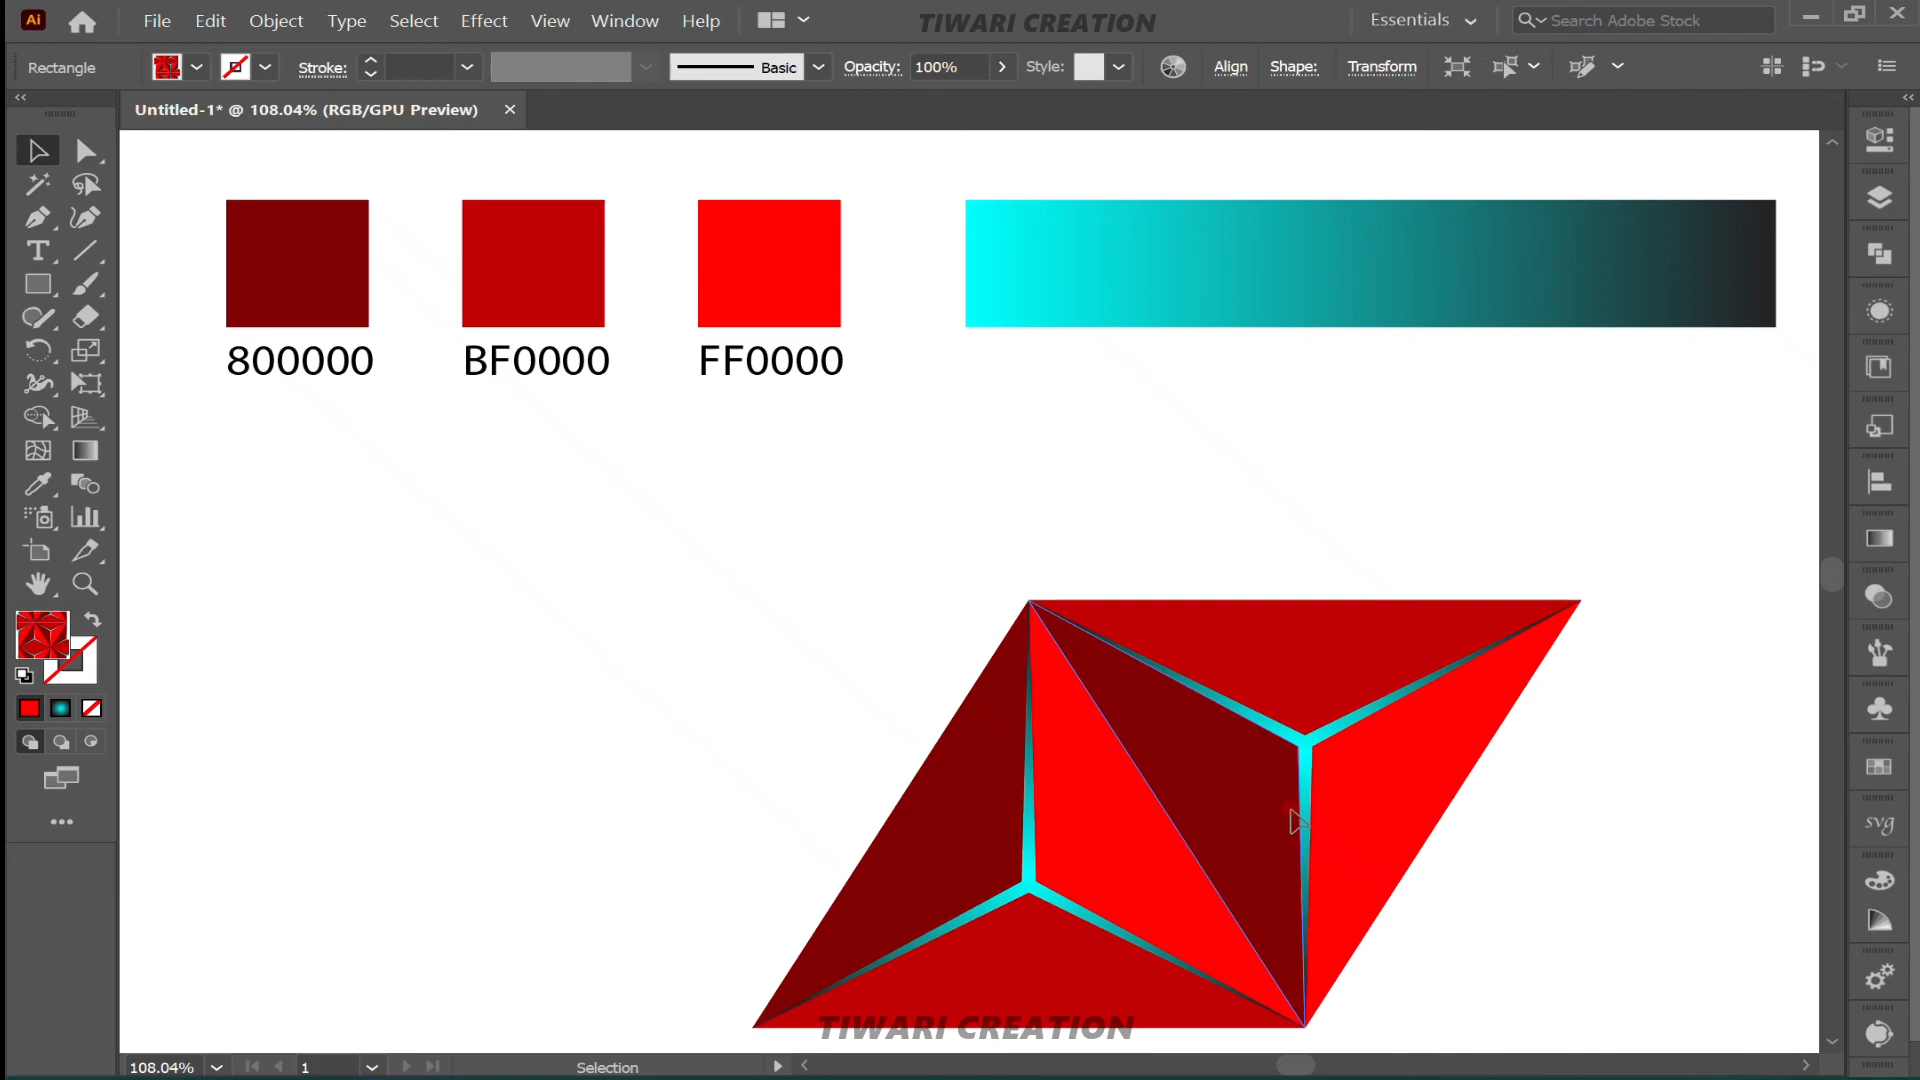 Ai File Edit Object Type Select Effect View Window Help TIWARI CREATION Essentials Search Adobe Stock
Rectangle Stroke: Basic Opacity: 100% Style: Align Shape: Transform
Untitled-1* @ 108.04% (RGB/GPU Preview)
800000 BF0000 FF0000
svg
TIWARI CREATION
108.04% 1 Selection